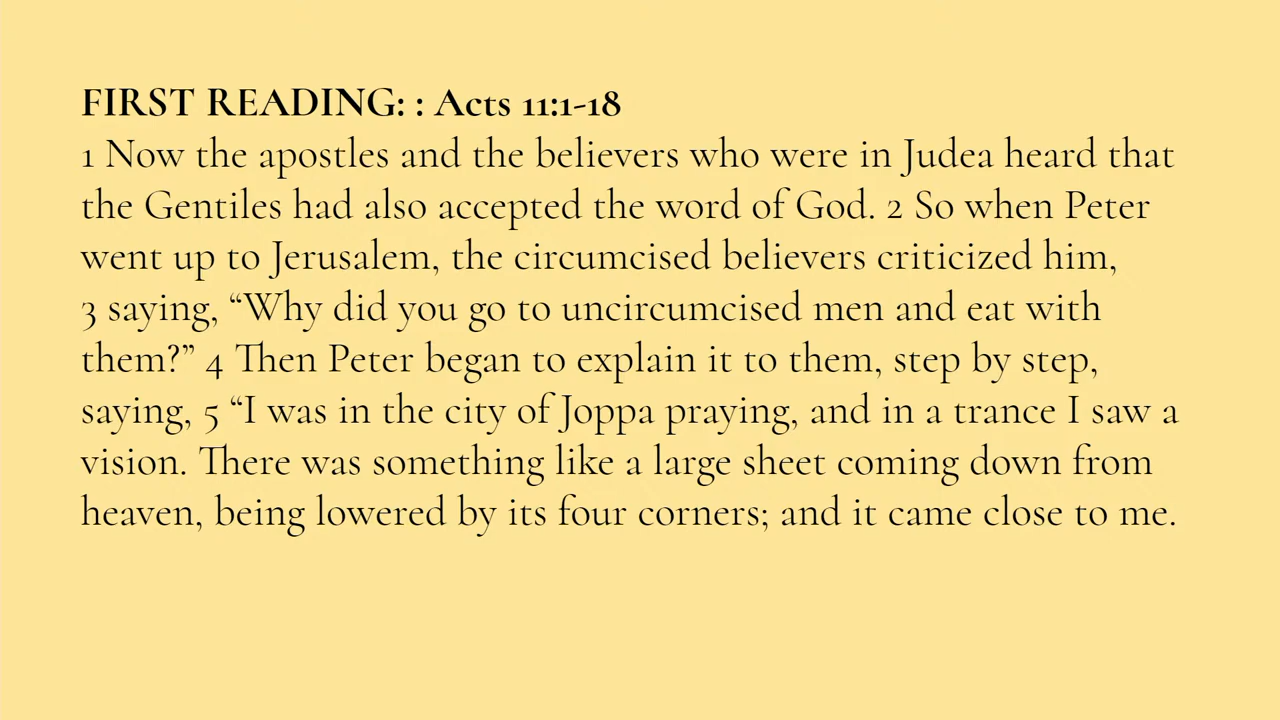 FIRST READING: : Acts 11:1-18
1 Now the apostles and the believers who were in Judea heard that
the Gentiles had also accepted the word of God. 2 So when Peter
went up to Jerusalem, the circumcised believers criticized him,
3 saying, “Why did you go to uncircumcised men and eat with
them?” 4 Then Peter began to explain it to them, step by step,
saying, 5 “I was in the city of Joppa praying, and in a trance I saw a
vision. There was something like a large sheet coming down from
heaven, being lowered by its four corners; and it came close to me.